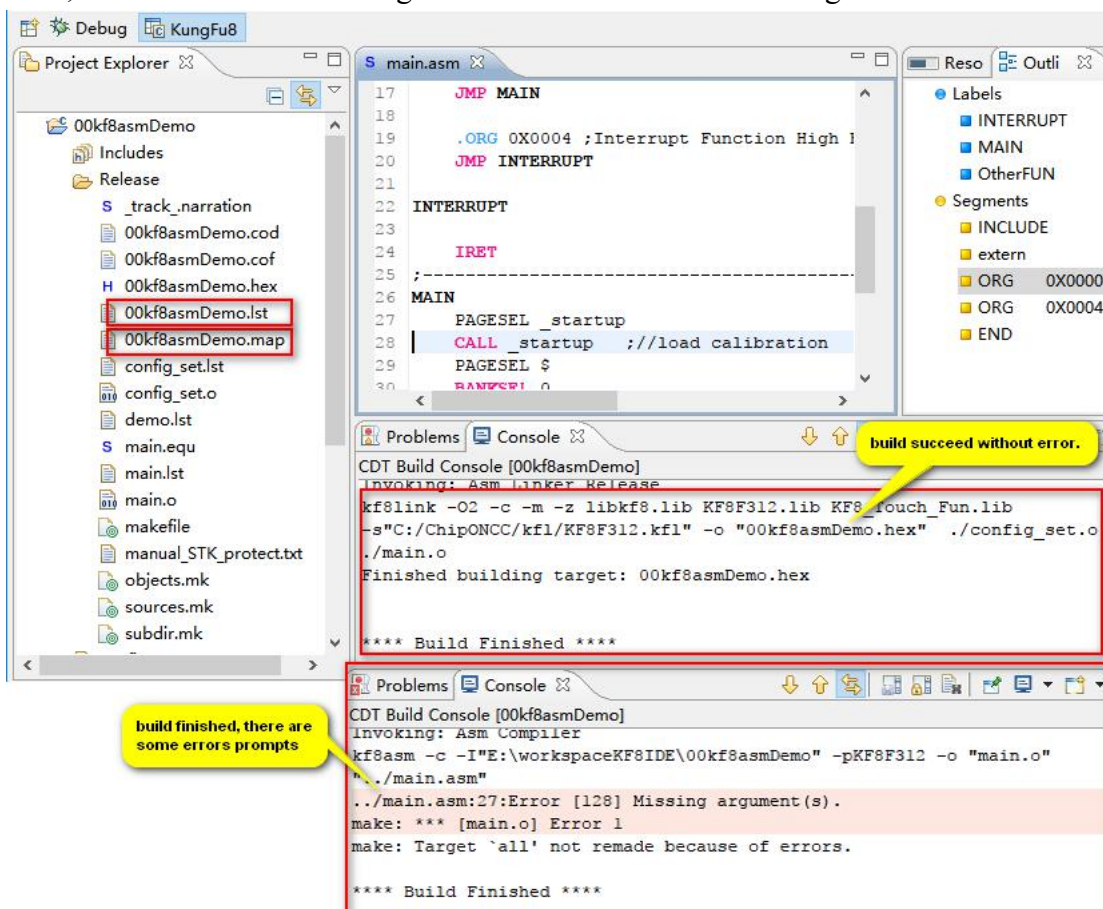 Debug KungFu8
Project Explorer
00kf8asmDemo
Includes
Release
_track_.narration
00kf8asmDemo.cod
00kf8asmDemo.cof
00kf8asmDemo.hex
00kf8asmDemo.lst
00kf8asmDemo.map
config_set.lst
config_set.o
demo.lst
main.equ
main.lst
main.o
makefile
manual_STK_protect.txt
objects.mk
sources.mk
subdir.mk
main.asm
17 JMP MAIN
18
19 .ORG 0X0004 ;Interrupt Function High
20 JMP INTERRUPT
21
22 INTERRUPT
23
24 IRET
25 ;----------------------------------------
26 MAIN
27 PAGESEL _startup
28 CALL _startup ;//load calibration
29 PAGESEL $
30 BANKSEL 0
Reso Outli
Labels
INTERRUPT
MAIN
OtherFUN
Segments
INCLUDE
extern
ORG 0X0000
ORG 0X0004
END
Problems Console
build succeed without error.
CDT Build Console [00kf8asmDemo]
Invoking: Asm Linker Release
kf8link -O2 -c -m -z libkf8.lib KF8F312.lib KF8_Touch_Fun.lib
-s"C:/ChipONCC/kfl/KF8F312.kfl" -o "00kf8asmDemo.hex" ./config_set.o
./main.o
Finished building target: 00kf8asmDemo.hex
**** Build Finished ****
Problems Console
build finished, there are
some errors prompts
CDT Build Console [00kf8asmDemo]
Invoking: Asm Compiler
kf8asm -c -I"E:\workspaceKF8IDE\00kf8asmDemo" -pKF8F312 -o "main.o"
"../main.asm"
../main.asm:27:Error [128] Missing argument(s).
make: *** [main.o] Error 1
make: Target `all' not remade because of errors.
**** Build Finished ****